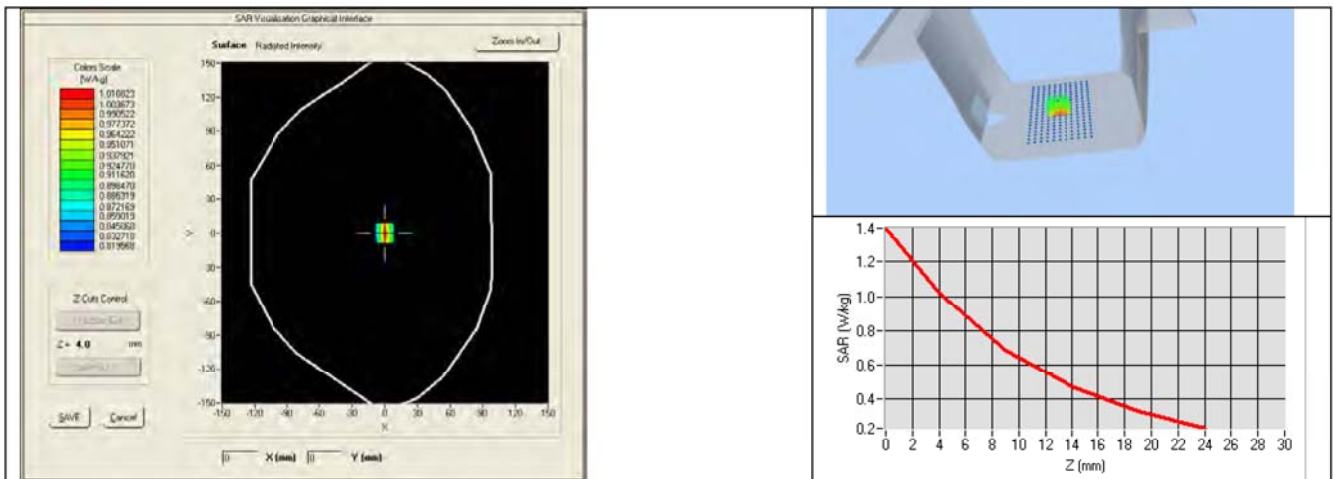 SAR Visualisation Graphical Interface
Surface Radiated Intensity
Zoom In/Out
Colors Scale
(W/kg)
1.010823
1.003673
0.990522
0.977372
0.964222
0.951071
0.937921
0.924770
0.911620
0.898470
0.885319
0.872169
0.859019
0.832718
0.819568
150
120
90
60
30
0
-30
-60
-90
-120
-150
Y
-150 -120 -90 -60 -30 0 30 60 90 120 150
X
Z Cuts Control
Z = 4.0 mm
SAVE Cancel
0 X (mm) 0 Y (mm)
1.4
1.2
1.0
0.8
0.6
0.4
0.2
SAR (W/kg)
0 2 4 6 8 10 12 14 16 18 20 22 24 26 28 30
Z (mm)